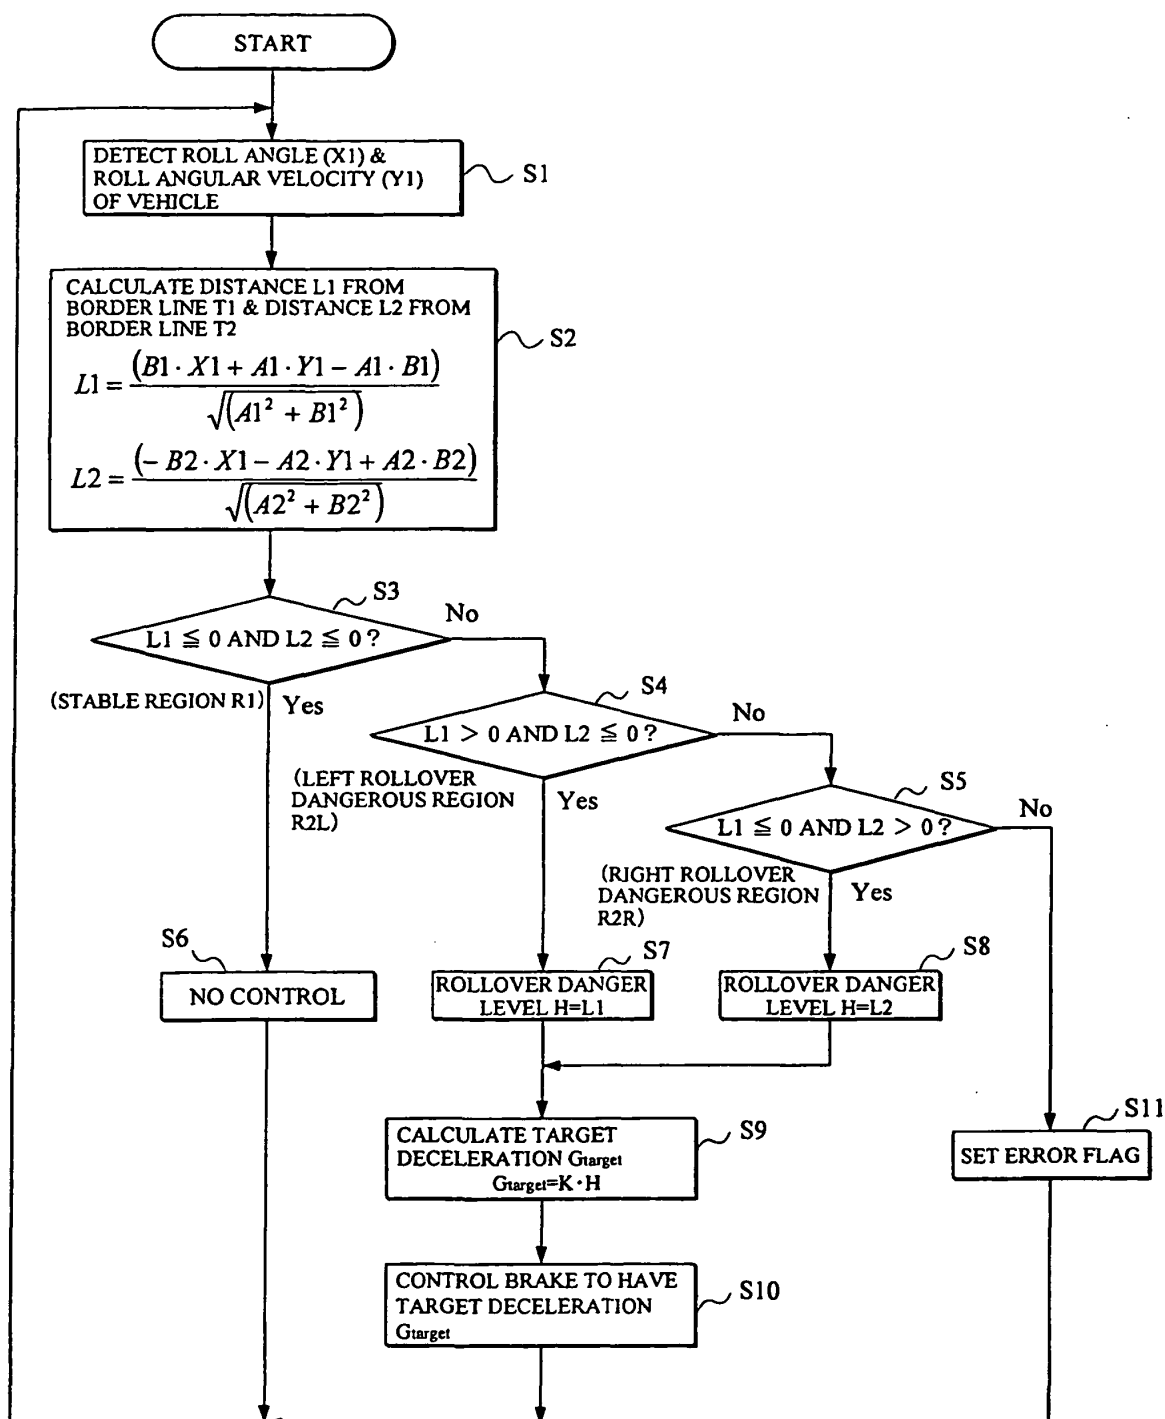 START
DETECT ROLL ANGLE (X1) &
ROLL ANGULAR VELOCITY (Y1)
OF VEHICLE
S1
CALCULATE DISTANCE L1 FROM
BORDER LINE T1 & DISTANCE L2 FROM
BORDER LINE T2
S2
L1 = (B1 · X1 + A1 · Y1 − A1 · B1) / √(A1² + B1²)
L2 = (− B2 · X1 − A2 · Y1 + A2 · B2) / √(A2² + B2²)
S3
L1 ≦ 0 AND L2 ≦ 0 ?
No
(STABLE REGION R1)
Yes
S4
L1 > 0 AND L2 ≦ 0 ?
No
(LEFT ROLLOVER
DANGEROUS REGION
R2L)
Yes
S5
L1 ≦ 0 AND L2 > 0 ?
No
(RIGHT ROLLOVER
DANGEROUS REGION
R2R)
Yes
S6
NO CONTROL
S7
ROLLOVER DANGER
LEVEL H=L1
S8
ROLLOVER DANGER
LEVEL H=L2
S9
CALCULATE TARGET
DECELERATION Gtarget
Gtarget=K · H
S11
SET ERROR FLAG
S10
CONTROL BRAKE TO HAVE
TARGET DECELERATION
Gtarget